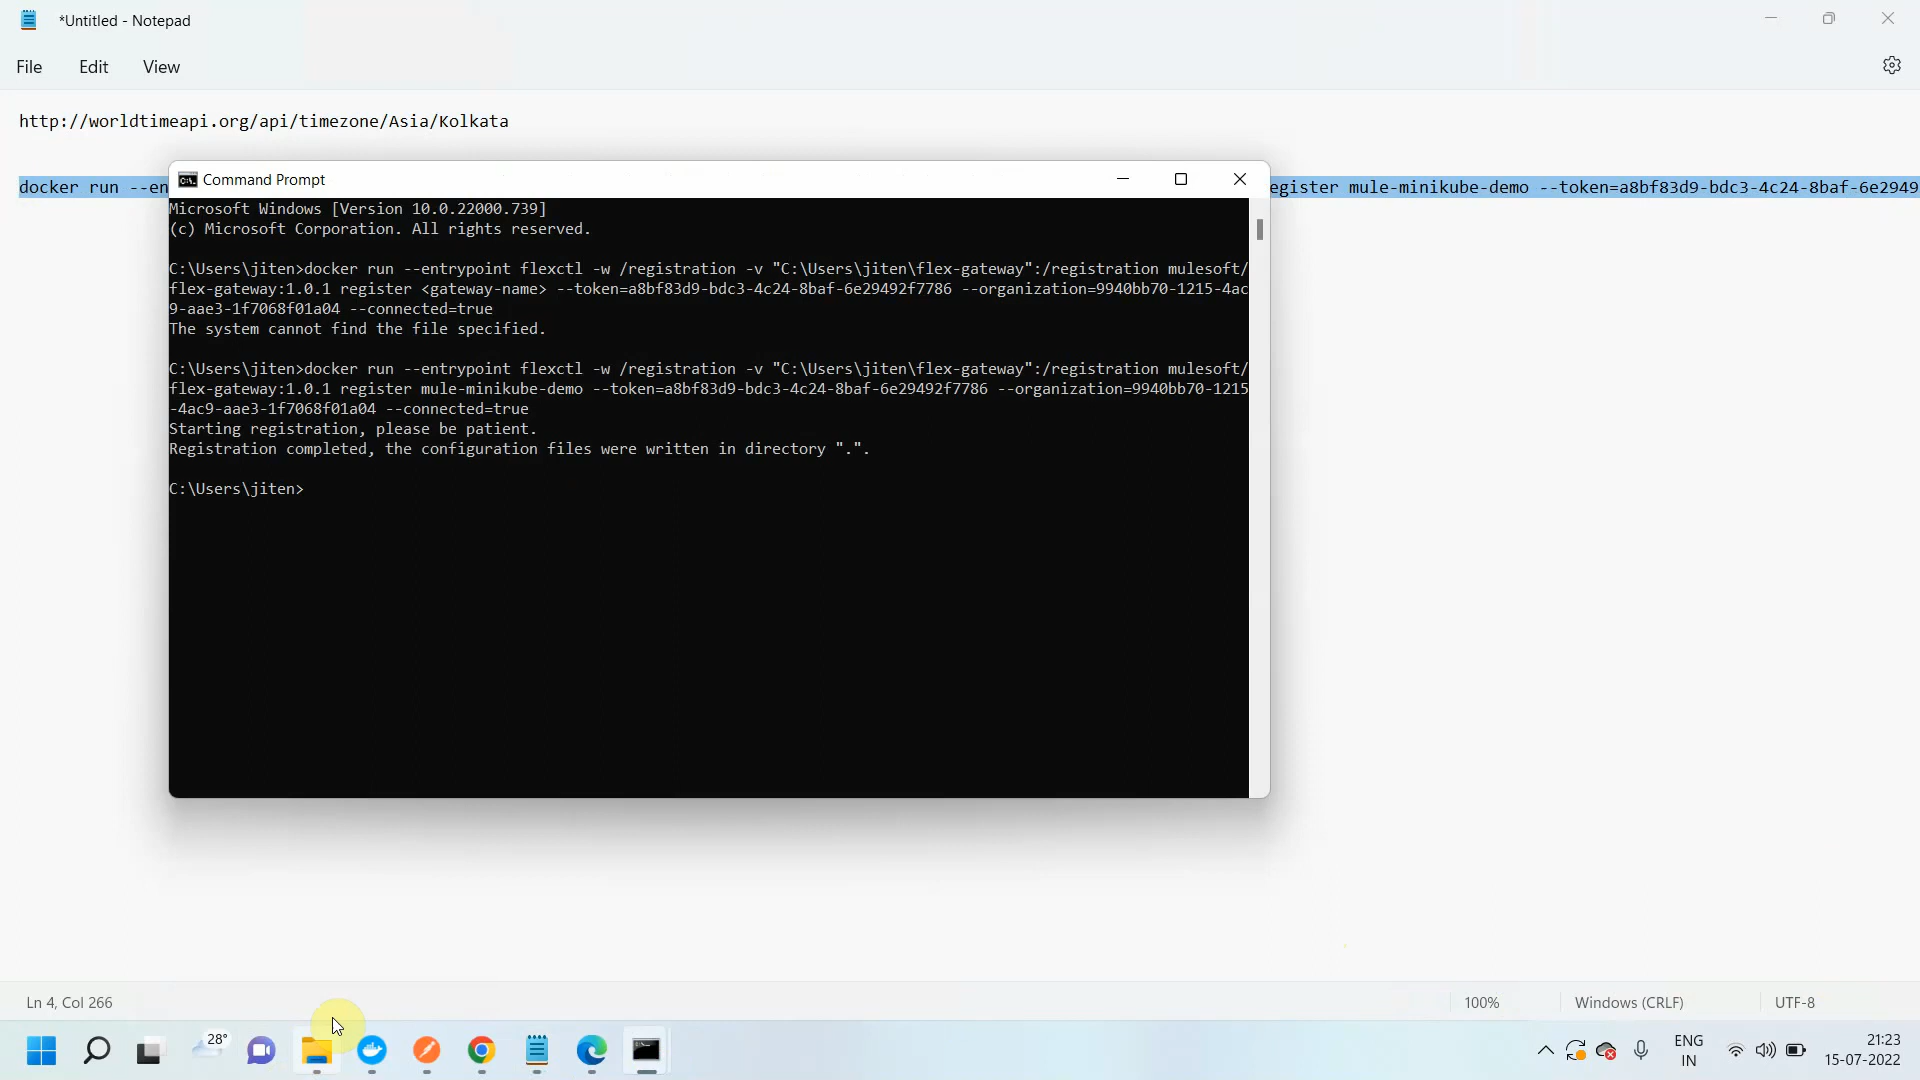 *Untitled - Notepad
File Edit View
http://worldtimeapi.org/api/timezone/Asia/Kolkata
docker run --en
egister mule-minikube-demo --token=a8bf83d9-bdc3-4c24-8baf-6e2949
Command Prompt
Microsoft Windows [Version 10.0.22000.739]
(c) Microsoft Corporation. All rights reserved.
C:\Users\jiten>docker run --entrypoint flexctl -w /registration -v "C:\Users\jiten\flex-gateway":/registration mulesoft/
flex-gateway:1.0.1 register <gateway-name> --token=a8bf83d9-bdc3-4c24-8baf-6e29492f7786 --organization=9940bb70-1215-4ac
9-aae3-1f7068f01a04 --connected=true
The system cannot find the file specified.
C:\Users\jiten>docker run --entrypoint flexctl -w /registration -v "C:\Users\jiten\flex-gateway":/registration mulesoft/
flex-gateway:1.0.1 register mule-minikube-demo --token=a8bf83d9-bdc3-4c24-8baf-6e29492f7786 --organization=9940bb70-1215
-4ac9-aae3-1f7068f01a04 --connected=true
Starting registration, please be patient.
Registration completed, the configuration files were written in directory ".".
C:\Users\jiten>
Ln 4, Col 266
100%
Windows (CRLF)
UTF-8
28°
ENG
IN
21:23
15-07-2022